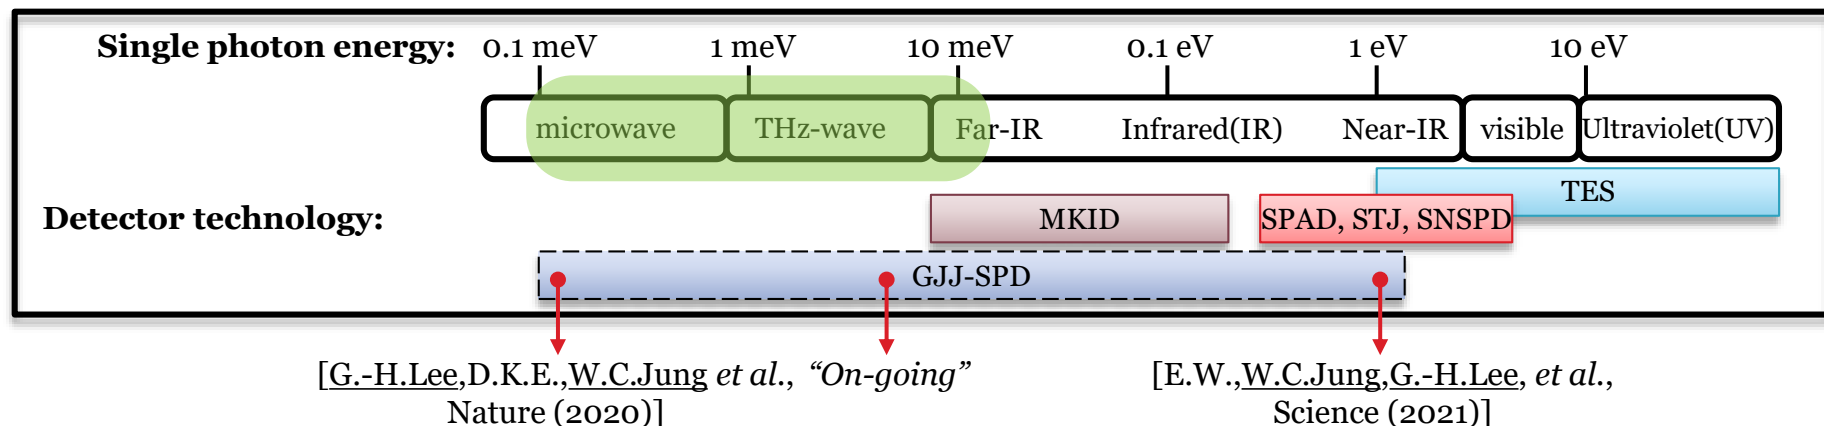 Single photon energy: 0.1 meV 1 meV 10 meV 0.1 eV 1 eV 10 eV
microwave THz-wave Far-IR Infrared(IR) Near-IR visible Ultraviolet(UV)
TES
Detector technology: MKID SPAD, STJ, SNSPD
GJJ-SPD
[G.-H.Lee,D.K.E.,W.C.Jung et al., “On-going” [E.W.,W.C.Jung,G.-H.Lee, et al.,
Nature (2020)] Science (2021)]